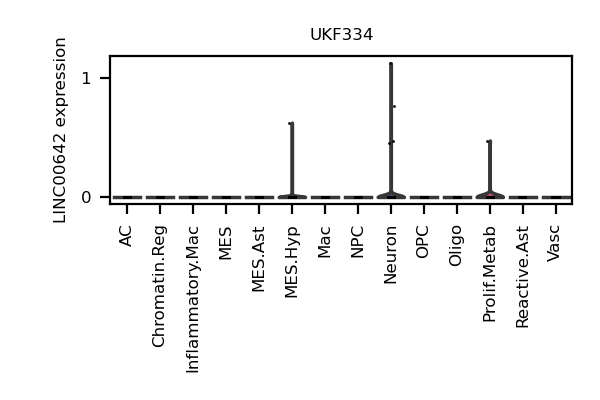 UKF334
LINC00642 expression
1
0
AC
Chromatin.Reg
Inflammatory.Mac
MES
MES.Ast
MES.Hyp
Mac
NPC
Neuron
OPC
Oligo
Prolif.Metab
Reactive.Ast
Vasc